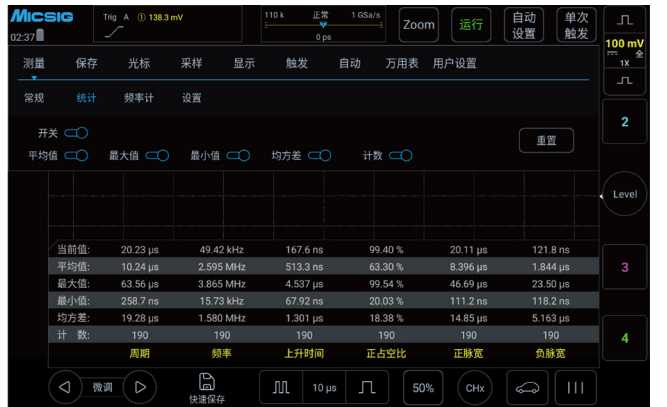 MICSIG Trig A ① 138.3 mV 110 k 正常 1 GSa/s Zoom 运行 自动设置 单次触发
02:37 0 ps
100 mV
全
1X
测量 保存 光标 采样 显示 触发 自动 万用表 用户设置
常规 统计 频率计 设置
2
开关
重置
平均值 最大值 最小值 均方差 计数
Level
当前值: 20.23 μs 49.42 kHz 167.6 ns 99.40 % 20.11 μs 121.8 ns
平均值: 10.24 μs 2.595 MHz 513.3 ns 63.30 % 8.396 μs 1.844 μs
3
最大值: 63.56 μs 3.865 MHz 4.537 μs 99.54 % 46.69 μs 23.50 μs
最小值: 258.7 ns 15.73 kHz 67.92 ns 20.03 % 111.2 ns 118.2 ns
均方差: 19.28 μs 1.580 MHz 1.301 μs 18.38 % 14.85 μs 5.163 μs
计 数: 190 190 190 190 190 190
4
周期 频率 上升时间 正占空比 正脉宽 负脉宽
微调 快速保存 10 μs 50% CHx